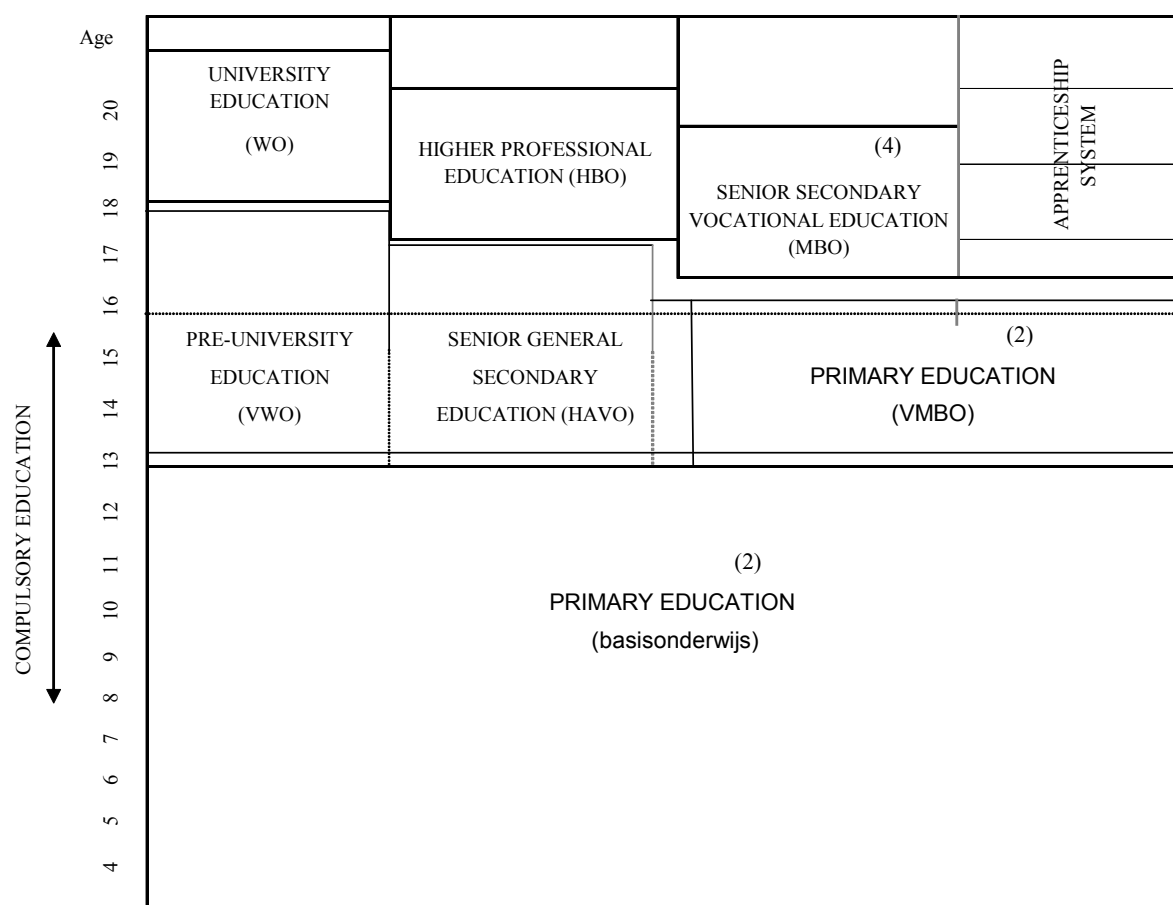 Age
UNIVERSITY
EDUCATION
(WO)
HIGHER PROFESSIONAL
EDUCATION (HBO)
(4)
SENIOR SECONDARY
VOCATIONAL EDUCATION
(MBO)
APPRENTICESHIP
SYSTEM
20
19
18
17
16
15
14
13
12
11
10
9
8
7
6
5
4
COMPULSORY EDUCATION
PRE-UNIVERSITY
EDUCATION
(VWO)
SENIOR GENERAL
SECONDARY
EDUCATION (HAVO)
(2)
PRIMARY EDUCATION
(VMBO)
(2)
PRIMARY EDUCATION
(basisonderwijs)